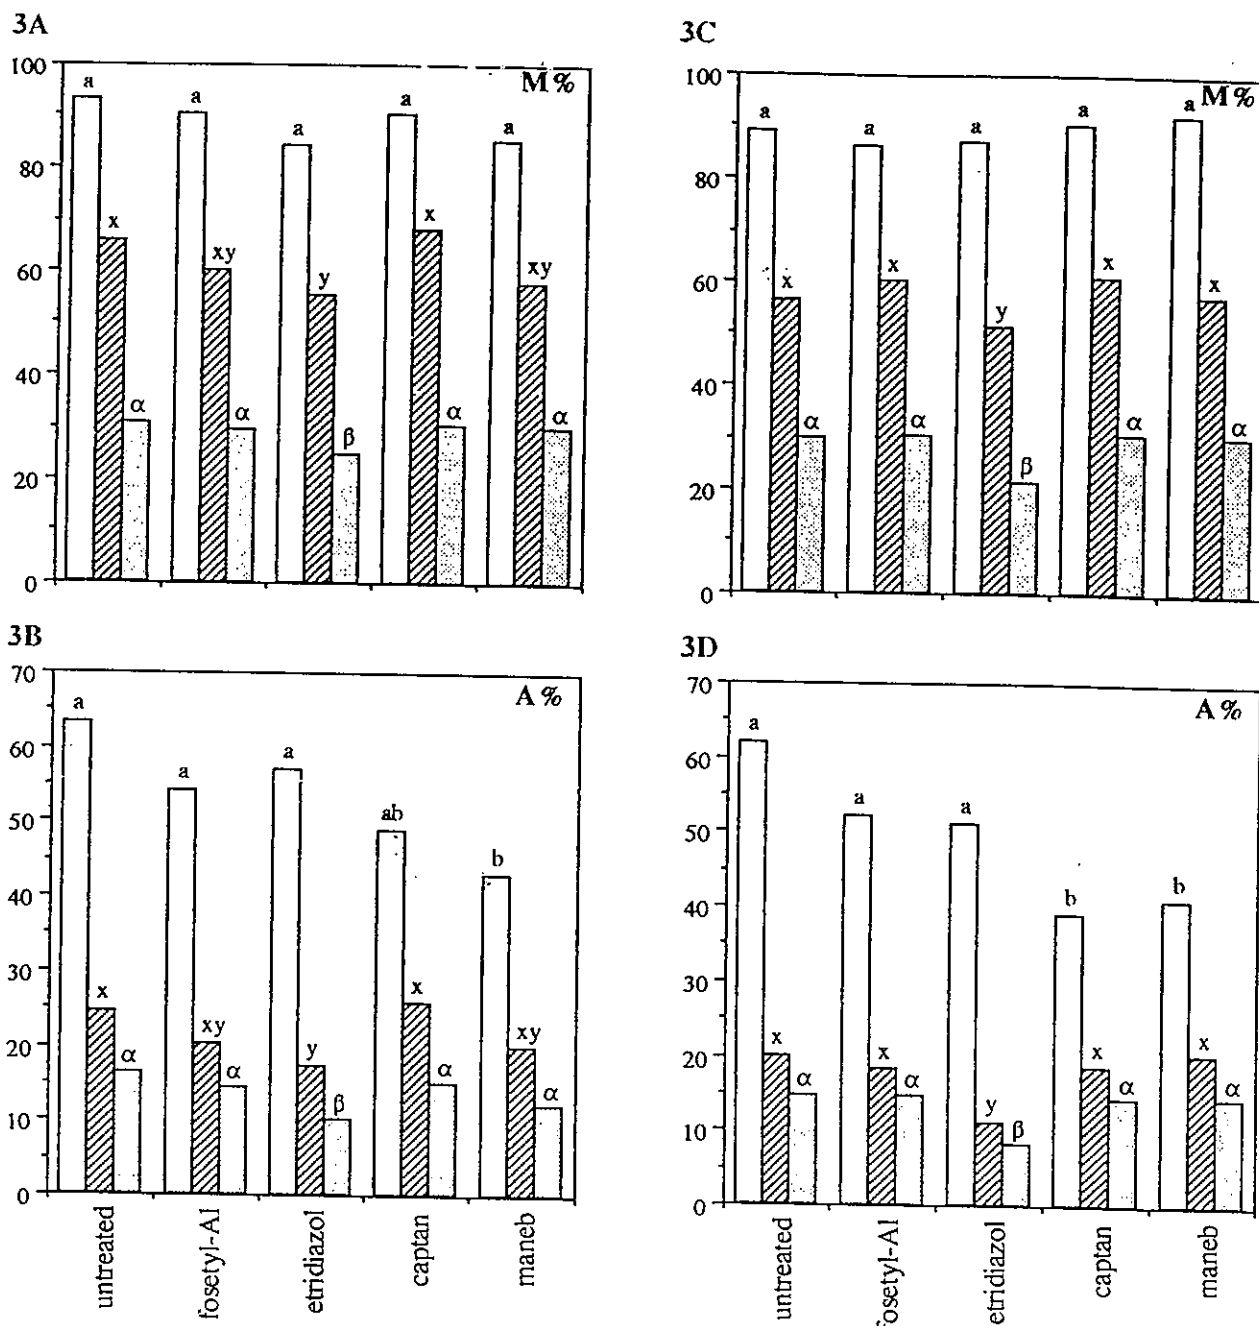 3A
M%
100
80
60
40
20
0
a
x
α
a
xy
α
a
y
β
a
x
α
a
xy
α
3C
M%
100
80
60
40
20
0
a
x
α
a
x
α
a
y
β
a
x
α
a
x
α
3B
A%
70
60
50
40
30
20
10
0
a
x
α
a
xy
α
a
y
β
ab
x
α
b
xy
α
untreated
fosetyl-Al
etridiazol
captan
maneb
3D
A%
70
60
50
40
30
20
10
0
a
x
α
a
x
α
a
y
β
b
x
α
b
x
α
untreated
fosetyl-Al
etridiazol
captan
maneb